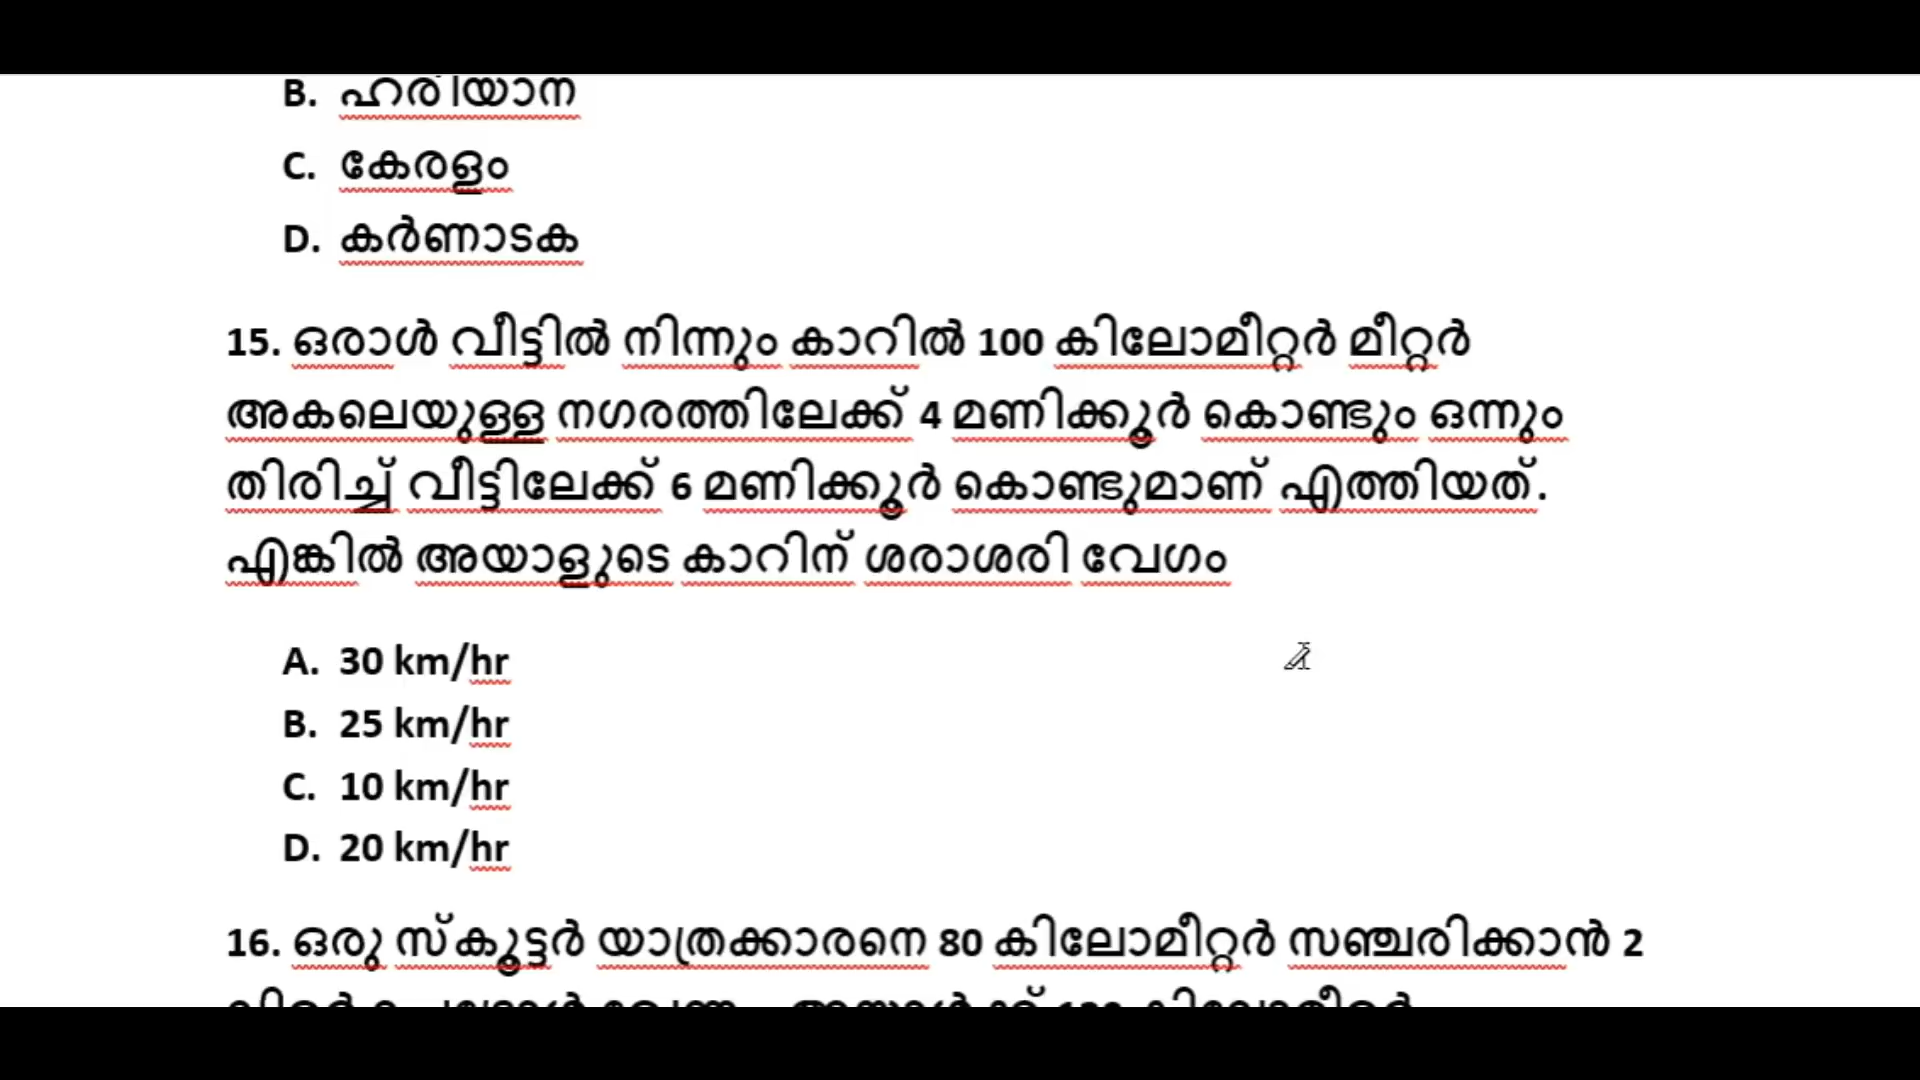 B. ഹരിയാന
C. കേരളം
D. കർണാടക
15. ഒരാൾ വീട്ടിൽ നിന്നും കാറിൽ 100 കിലോമീറ്റർ മീറ്റർ
അകലെയുള്ള നഗരത്തിലേക്ക് 4 മണിക്കൂർ കൊണ്ടും ഒന്നും
തിരിച്ച് വീട്ടിലേക്ക് 6 മണിക്കൂർ കൊണ്ടുമാണ് എത്തിയത്.
എങ്കിൽ അയാളുടെ കാറിന് ശരാശരി വേഗം
A. 30 km/hr
B. 25 km/hr
C. 10 km/hr
D. 20 km/hr
16. ഒരു സ്കൂട്ടർ യാത്രക്കാരനെ 80 കിലോമീറ്റർ സഞ്ചരിക്കാൻ 2